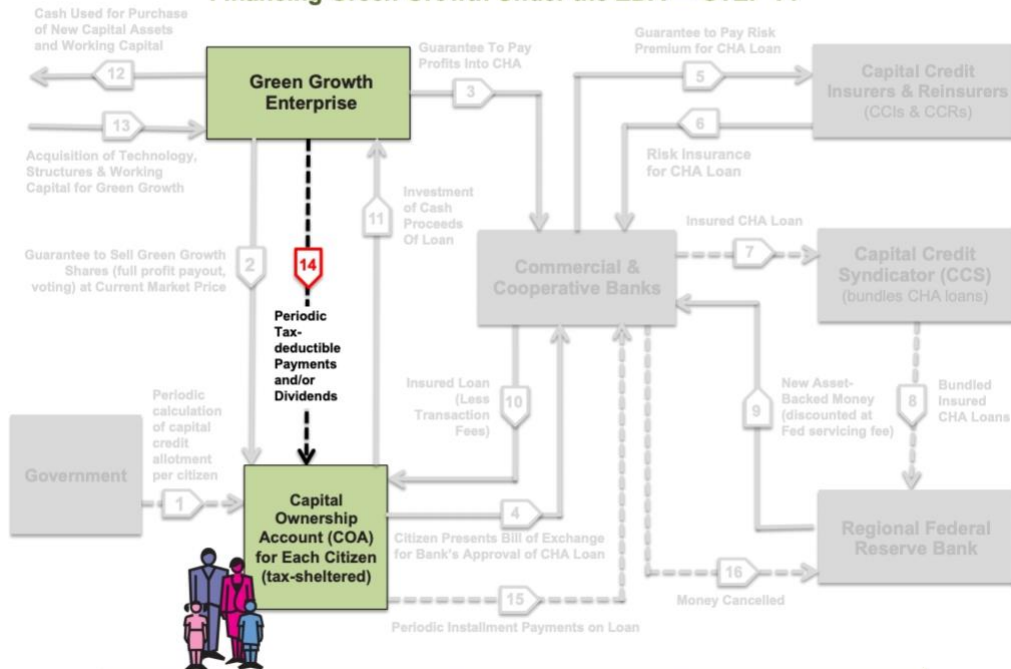 Cash Used for Purchase
of New Capital Assets
and Working Capital
12
13
Acquisition of Technology,
Structures & Working
Capital for Green Growth
Green Growth
Enterprise
Guarantee To Pay
Profits Into CHA
3
Guarantee to Pay Risk
Premium for CHA Loan
5
6
Risk Insurance
for CHA Loan
Capital Credit
Insurers & Reinsurers
(CCIs & CCRs)
Guarantee to Sell Green Growth
Shares (full profit payout,
voting) at Current Market Price
2
14
Periodic
Tax-
deductible
Payments
and/or
Dividends
11
Investment
of Cash
Proceeds
Of Loan
Commercial &
Cooperative Banks
Insured CHA Loan
7
Capital Credit
Syndicator (CCS)
(bundles CHA loans)
8
Bundled
Insured
CHA Loans
9
New Asset-
Backed Money
(discounted at
Fed servicing fee)
Insured Loan
(Less
Transaction
Fees)
10
Government
Periodic
calculation
of capital
credit
allotment
per citizen
1
Capital
Ownership
Account (COA)
for Each Citizen
(tax-sheltered)
4
Citizen Presents Bill of Exchange
for Bank's Approval of CHA Loan
15
Periodic Installment Payments on Loan
16
Money Cancelled
Regional Federal
Reserve Bank